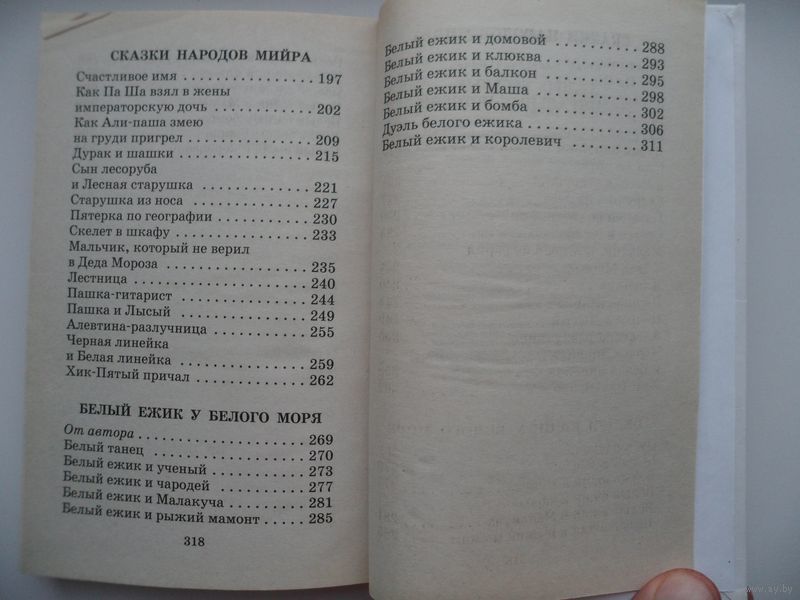 СКАЗКИ НАРОДОВ МИЙРА
Счастливое имя . . . . . . . . . . . . . . . . 197
Как Па Ша взял в жены
императорскую дочь . . . . . . . . . . . . 202
Как Али-паша змею
на груди пригрел . . . . . . . . . . . . . . . 209
Дурак и шашки . . . . . . . . . . . . . . . . 215
Сын лесоруба
и Лесная старушка . . . . . . . . . . . . . 221
Старушка из носа . . . . . . . . . . . . . . 227
Пятерка по географии . . . . . . . . . . 230
Скелет в шкафу . . . . . . . . . . . . . . . . 233
Мальчик, который не верил
в Деда Мороза . . . . . . . . . . . . . . . . . 235
Лестница . . . . . . . . . . . . . . . . . . . . . 240
Пашка-гитарист . . . . . . . . . . . . . . . 244
Пашка и Лысый . . . . . . . . . . . . . . . 249
Алевтина-разлучница . . . . . . . . . . . 255
Черная линейка
и Белая линейка . . . . . . . . . . . . . . . 259
Хик-Пятый причал . . . . . . . . . . . . . 262
БЕЛЫЙ ЕЖИК У БЕЛОГО МОРЯ
От автора . . . . . . . . . . . . . . . . . . . . 269
Белый танец . . . . . . . . . . . . . . . . . . 270
Белый ежик и ученый . . . . . . . . . . . 273
Белый ежик и чародей . . . . . . . . . . 277
Белый ежик и Малакуча . . . . . . . . . 281
Белый ежик и рыжий мамонт . . . . . 285
318
Белый ежик и домовой . . . . . . . . . . 288
Белый ежик и клюква . . . . . . . . . . . 293
Белый ежик и балкон . . . . . . . . . . . 295
Белый ежик и Маша . . . . . . . . . . . . 298
Белый ежик и бомба . . . . . . . . . . . . 302
Дуэль белого ежика . . . . . . . . . . . . . 306
Белый ежик и королевич . . . . . . . . 311
www.ay.by